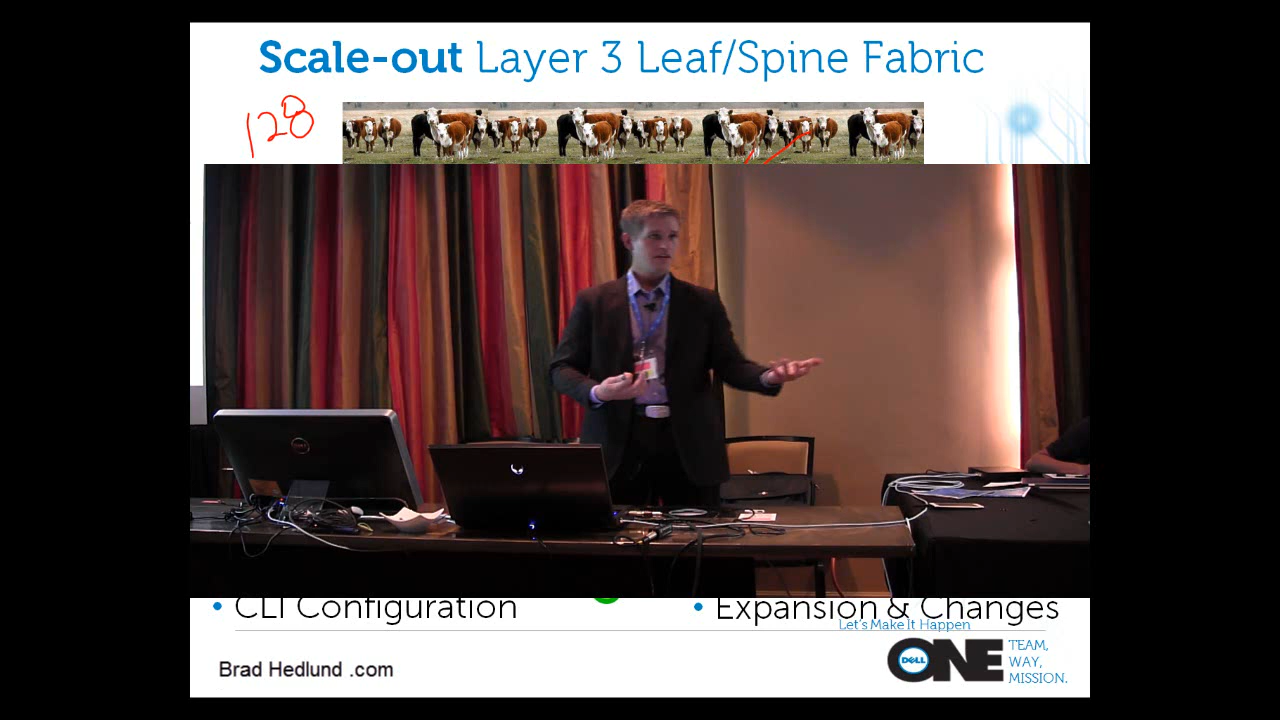 Scale-out Layer 3 Leaf/Spine Fabric
128
• CLI Configuration
• Expansion & Changes
Let's Make It Happen
Brad Hedlund .com
DELL
ONE
TEAM,
WAY,
MISSION.